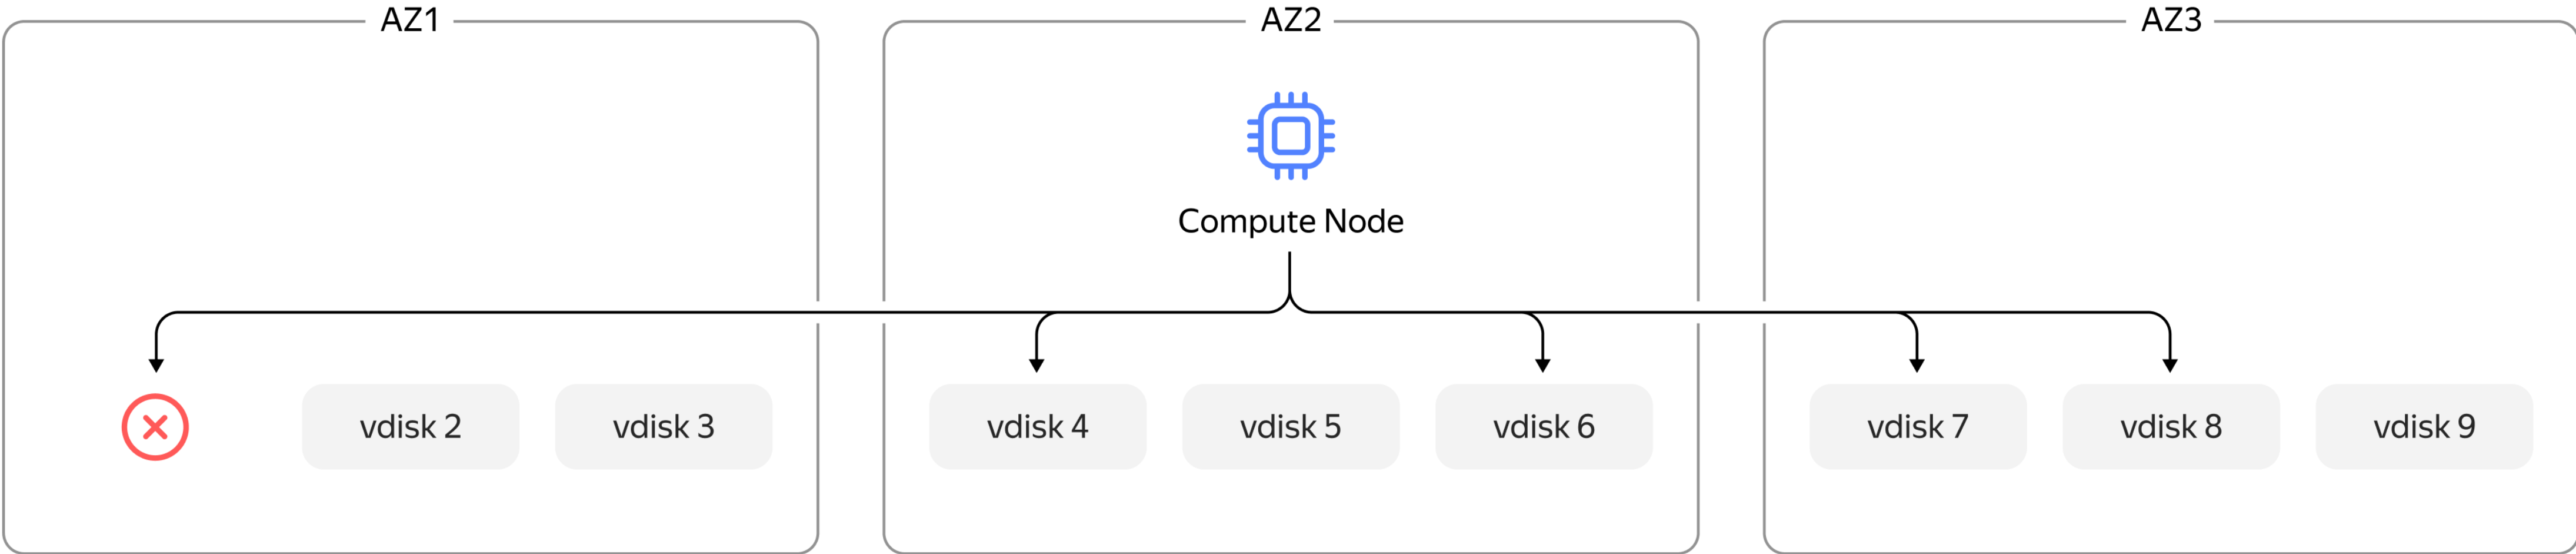 AZ1
AZ2
AZ3
Compute Node
vdisk 2
vdisk 3
vdisk 4
vdisk 5
vdisk 6
vdisk 7
vdisk 8
vdisk 9